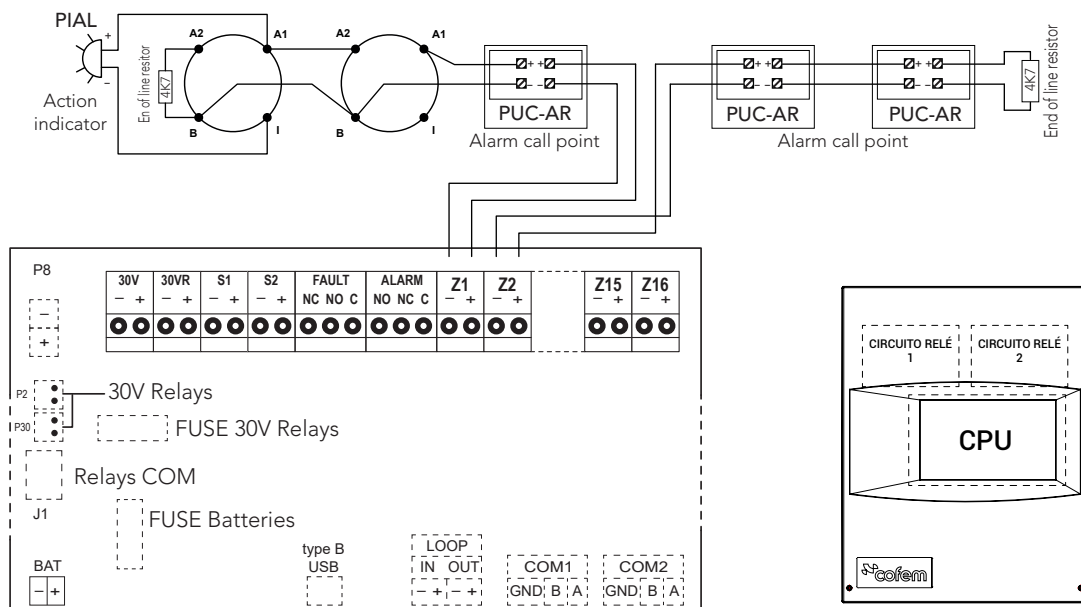 PIAL
+
−
Action
indicator
En of line resitor
4K7
A2
A1
B
I
A2
A1
B
I
+ +
− −
PUC-AR
Alarm call point
+ +
− −
PUC-AR
+ +
− −
PUC-AR
Alarm call point
4K7
End of line resistor
P8
−
+
30V 30VR S1 S2 FAULT ALARM Z1 Z2 Z15 Z16
− + − + − + − + NC NO C NO NC C − + − + − + − +
P2
P30
30V Relays
FUSE 30V Relays
Relays COM
J1
FUSE Batteries
BAT
− +
type B
USB
LOOP
IN OUT
− + − +
COM1
GND B A
COM2
GND B A
CIRCUITO RELÉ
1
CIRCUITO RELÉ
2
CPU
cofem